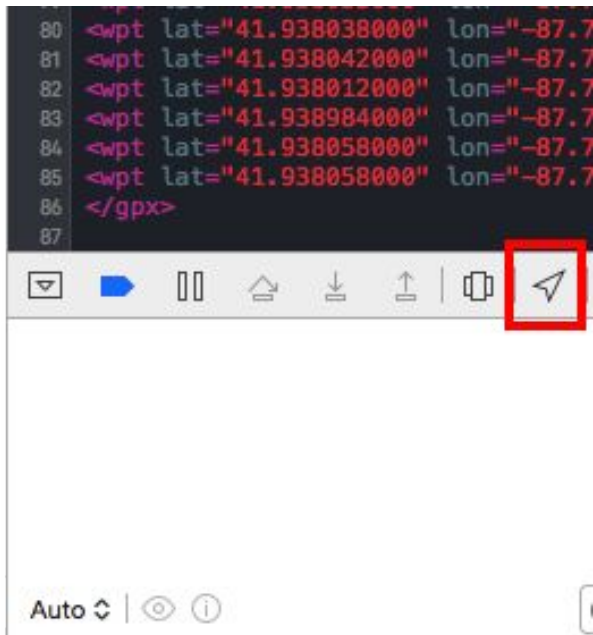 80 <wpt lat="41.938038000" lon="-87.7
81 <wpt lat="41.938042000" lon="-87.7
82 <wpt lat="41.938012000" lon="-87.7
83 <wpt lat="41.938984000" lon="-87.7
84 <wpt lat="41.938058000" lon="-87.7
85 <wpt lat="41.938058000" lon="-87.7
86 </gpx>
87
Auto